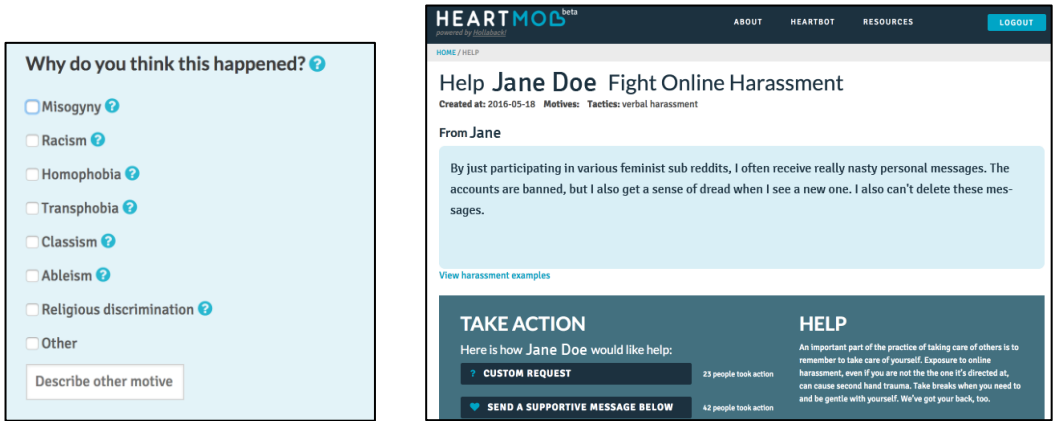 Why do you think this happened? ?
Misogyny ?
Racism ?
Homophobia ?
Transphobia ?
Classism ?
Ableism ?
Religious discrimination ?
Other
Describe other motive
HEARTMOB beta
powered by Hollaback!
ABOUT HEARTBOT RESOURCES LOGOUT
HOME / HELP
Help Jane Doe Fight Online Harassment
Created at: 2016-05-18 Motives: Tactics: verbal harassment
From Jane
By just participating in various feminist sub reddits, I often receive really nasty personal messages. The
accounts are banned, but I also get a sense of dread when I see a new one. I also can't delete these mes-
sages.
View harassment examples
TAKE ACTION
Here is how Jane Doe would like help:
? CUSTOM REQUEST 23 people took action
SEND A SUPPORTIVE MESSAGE BELOW 42 people took action
HELP
An important part of the practice of taking care of others is to
remember to take care of yourself. Exposure to online
harassment, even if you are not the the one it's directed at,
can cause second hand trauma. Take breaks when you need to
and be gentle with yourself. We've got your back, too.